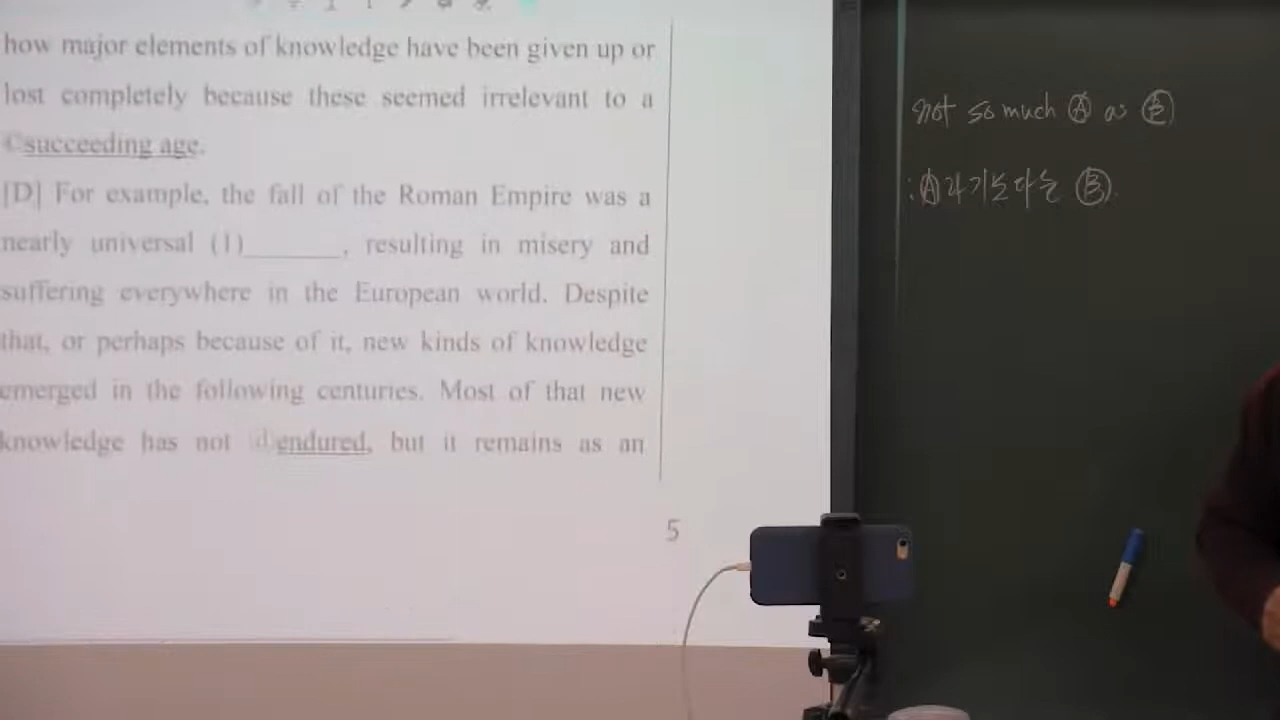 how major elements of knowledge have been given up or
lost completely because these seemed irrelevant to a
succeeding age.
[D] For example, the fall of the Roman Empire was a
nearly universal (1)_______, resulting in misery and
suffering everywhere in the European world. Despite
that, or perhaps because of it, new kinds of knowledge
emerged in the following centuries. Most of that new
knowledge has not ⓓendured, but it remains as an
5
not so much Ⓐ as Ⓑ
: Ⓐ라기보다는 Ⓑ.